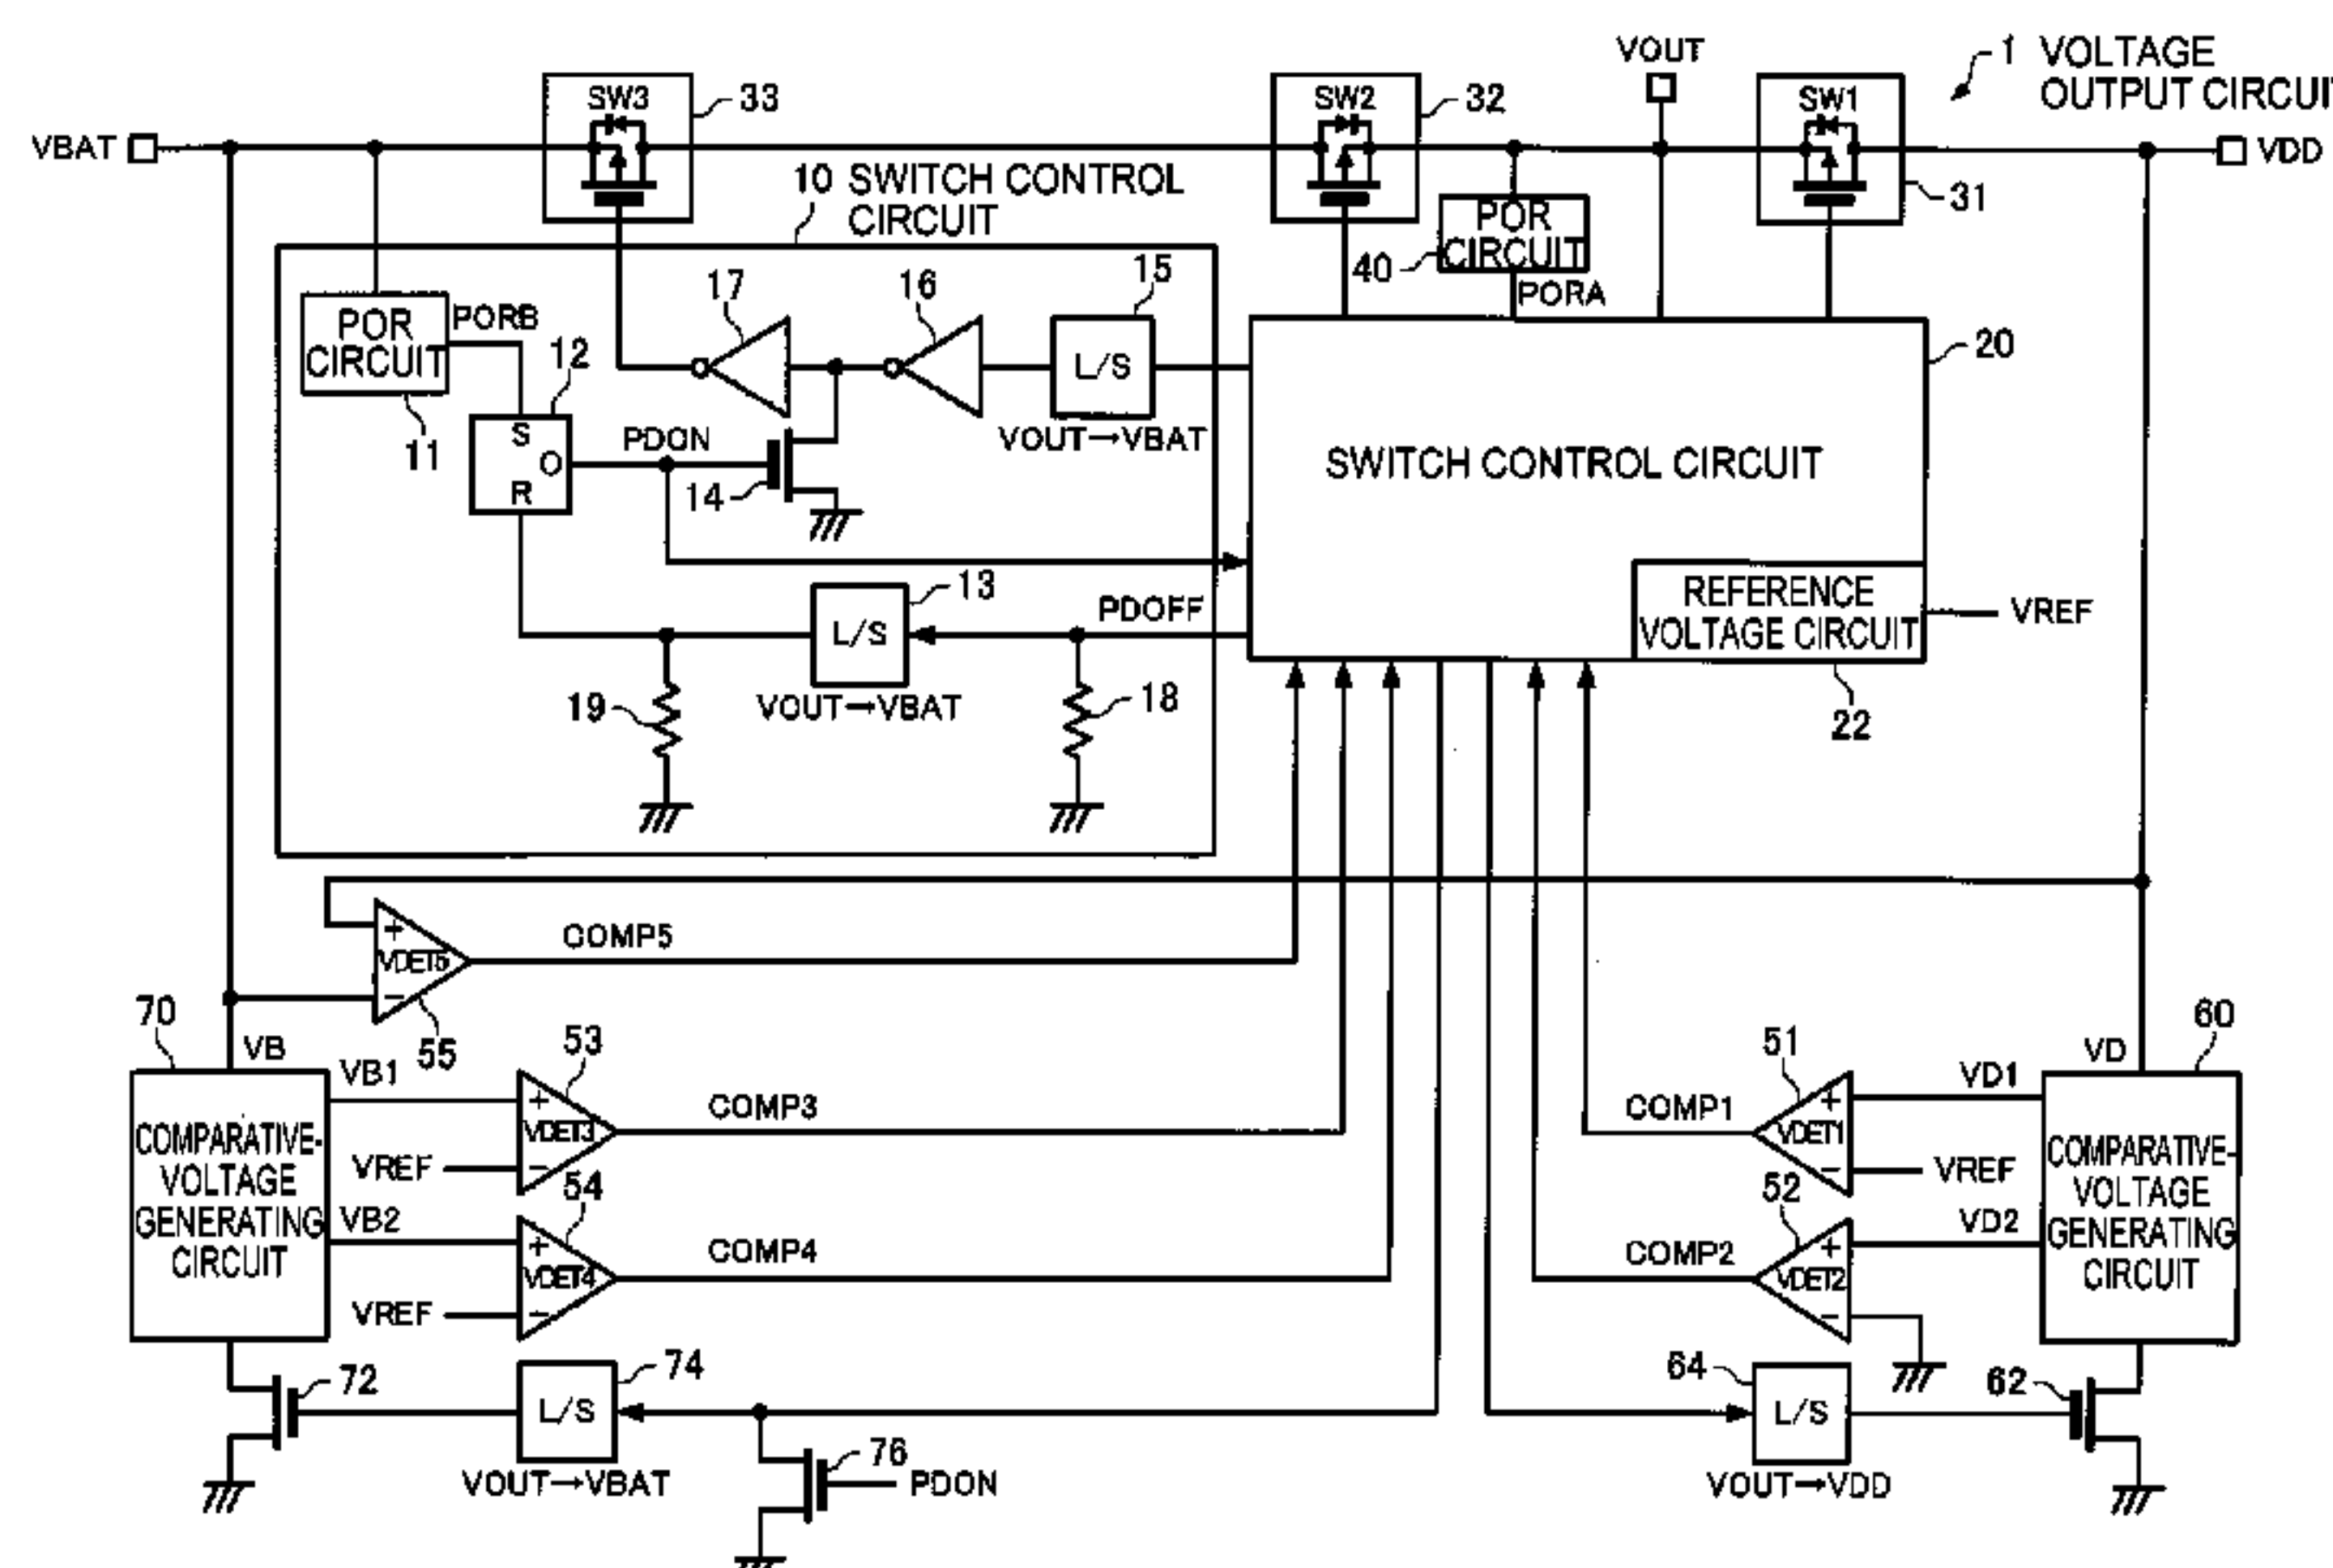 VOUT
1 VOLTAGE
OUTPUT CIRCUI
SW3
33
SW2
32
SW1
VBAT
VDD
10 SWITCH CONTROL
CIRCUIT
31
POR
CIRCUIT
40
PORA
17
16
15
POR
CIRCUIT
PORB
12
11
L/S
VOUT→VBAT
20
S
O
R
PDON
14
SWITCH CONTROL CIRCUIT
13
L/S
VOUT→VBAT
PDOFF
REFERENCE
VOLTAGE CIRCUIT
VREF
22
19
18
+
VDET5
−
COMP5
55
70
VB
VB1
53
+
VDET3
−
COMP3
VREF
COMPARATIVE-
VOLTAGE
GENERATING
CIRCUIT
VB2
54
+
VDET4
−
COMP4
VREF
51
COMP1
+
VDET1
−
VD1
VREF
VD
60
52
COMP2
+
VDET2
−
VD2
COMPARATIVE-
VOLTAGE
GENERATING
CIRCUIT
72
74
L/S
VOUT→VBAT
76
PDON
64
L/S
VOUT→VDD
62